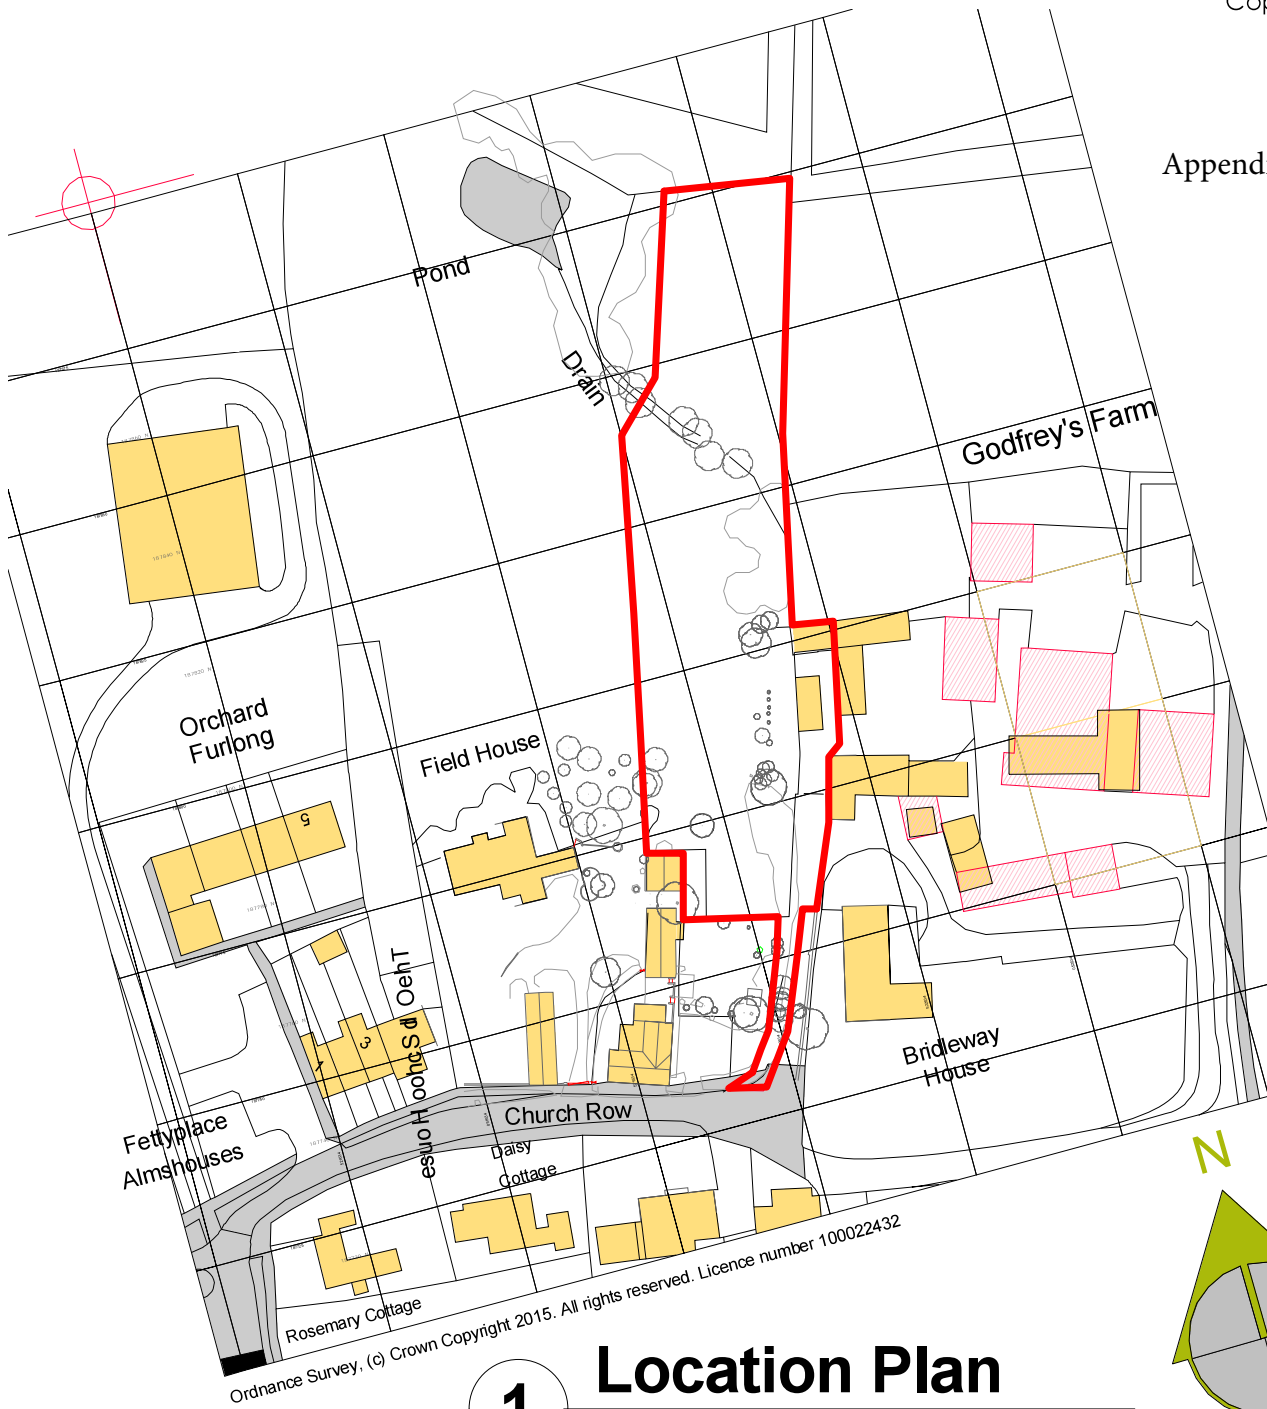 Cop
Appendi
Pond
Drain
Godfrey's Farm
Orchard
Furlong
Field House
5
The Old School House
3
1
Bridleway
House
Church Row
Fettyplace
Almshouses
Daisy
Cottage
N
Rosemary Cottage
Ordnance Survey, (c) Crown Copyright 2015. All rights reserved. Licence number 100022432
1
Location Plan